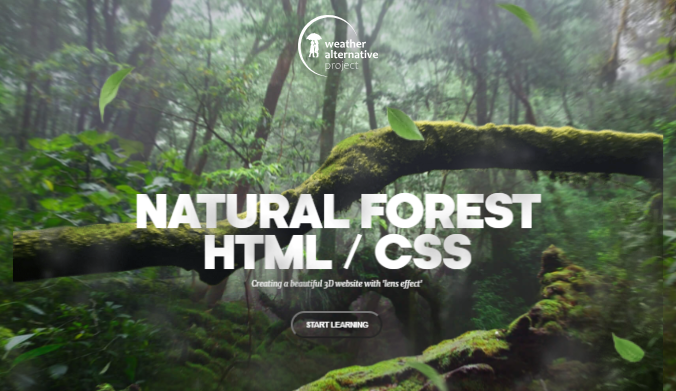 weather
alternative
project
NATURAL FOREST
HTML / CSS
Creating a beautiful 3D website with 'lens effect'
START LEARNING